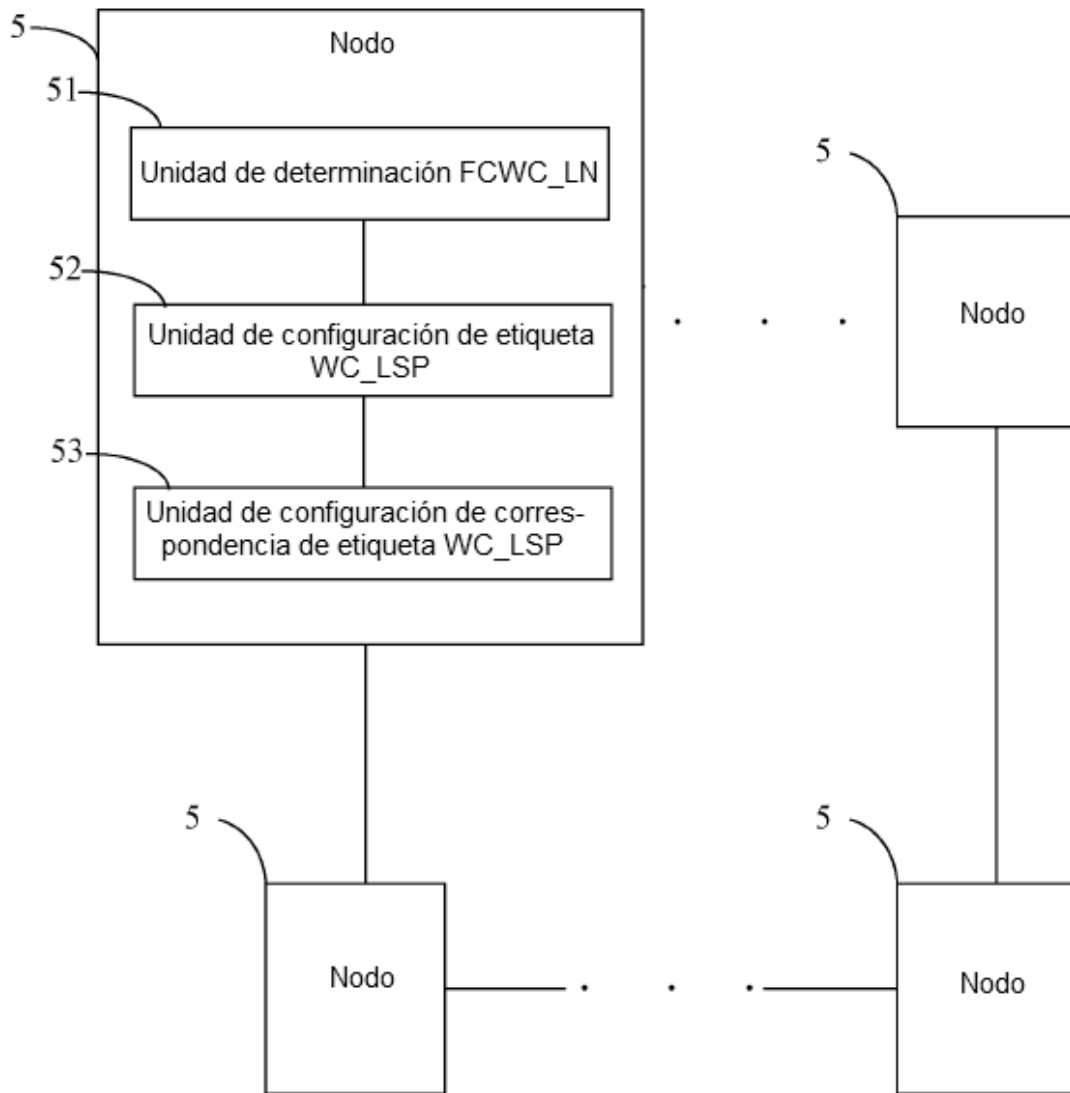 5
Nodo
51
Unidad de determinación FCWC_LN
52
Unidad de configuración de etiqueta
WC_LSP
53
Unidad de configuración de corres-
pondencia de etiqueta WC_LSP
5
Nodo
5
Nodo
5
Nodo